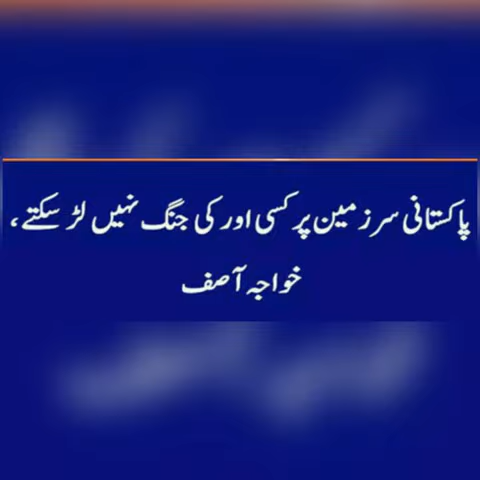 پاکستانی سرزمین پر کسی اور کی جنگ نہیں لڑ سکتے،
خواجہ آصف